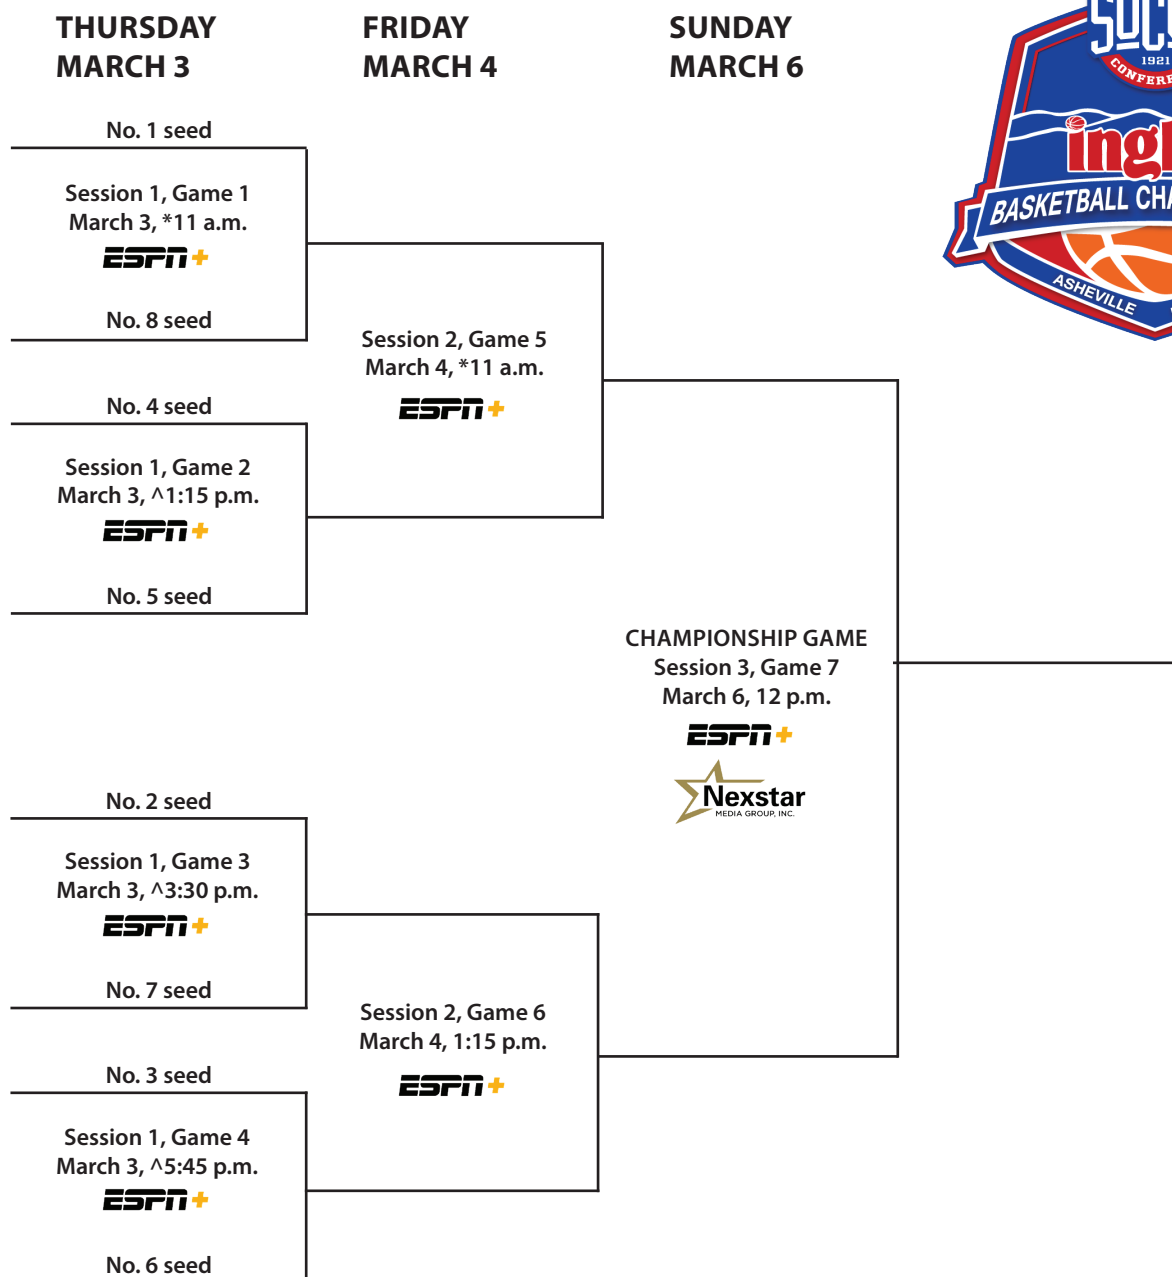 THURSDAY
MARCH 3
FRIDAY
MARCH 4
SUNDAY
MARCH 6
1921
ingl
BASKETBALL CHA
ASHEVILLE
No. 1 seed
Session 1, Game 1
March 3, *11 a.m.
ESPN+
No. 8 seed
Session 2, Game 5
March 4, *11 a.m.
ESPN+
No. 4 seed
Session 1, Game 2
March 3, ^1:15 p.m.
ESPN+
No. 5 seed
CHAMPIONSHIP GAME
Session 3, Game 7
March 6, 12 p.m.
ESPN+
Nexstar
MEDIA GROUP, INC.
No. 2 seed
Session 1, Game 3
March 3, ^3:30 p.m.
ESPN+
No. 7 seed
Session 2, Game 6
March 4, 1:15 p.m.
ESPN+
No. 3 seed
Session 1, Game 4
March 3, ^5:45 p.m.
ESPN+
No. 6 seed